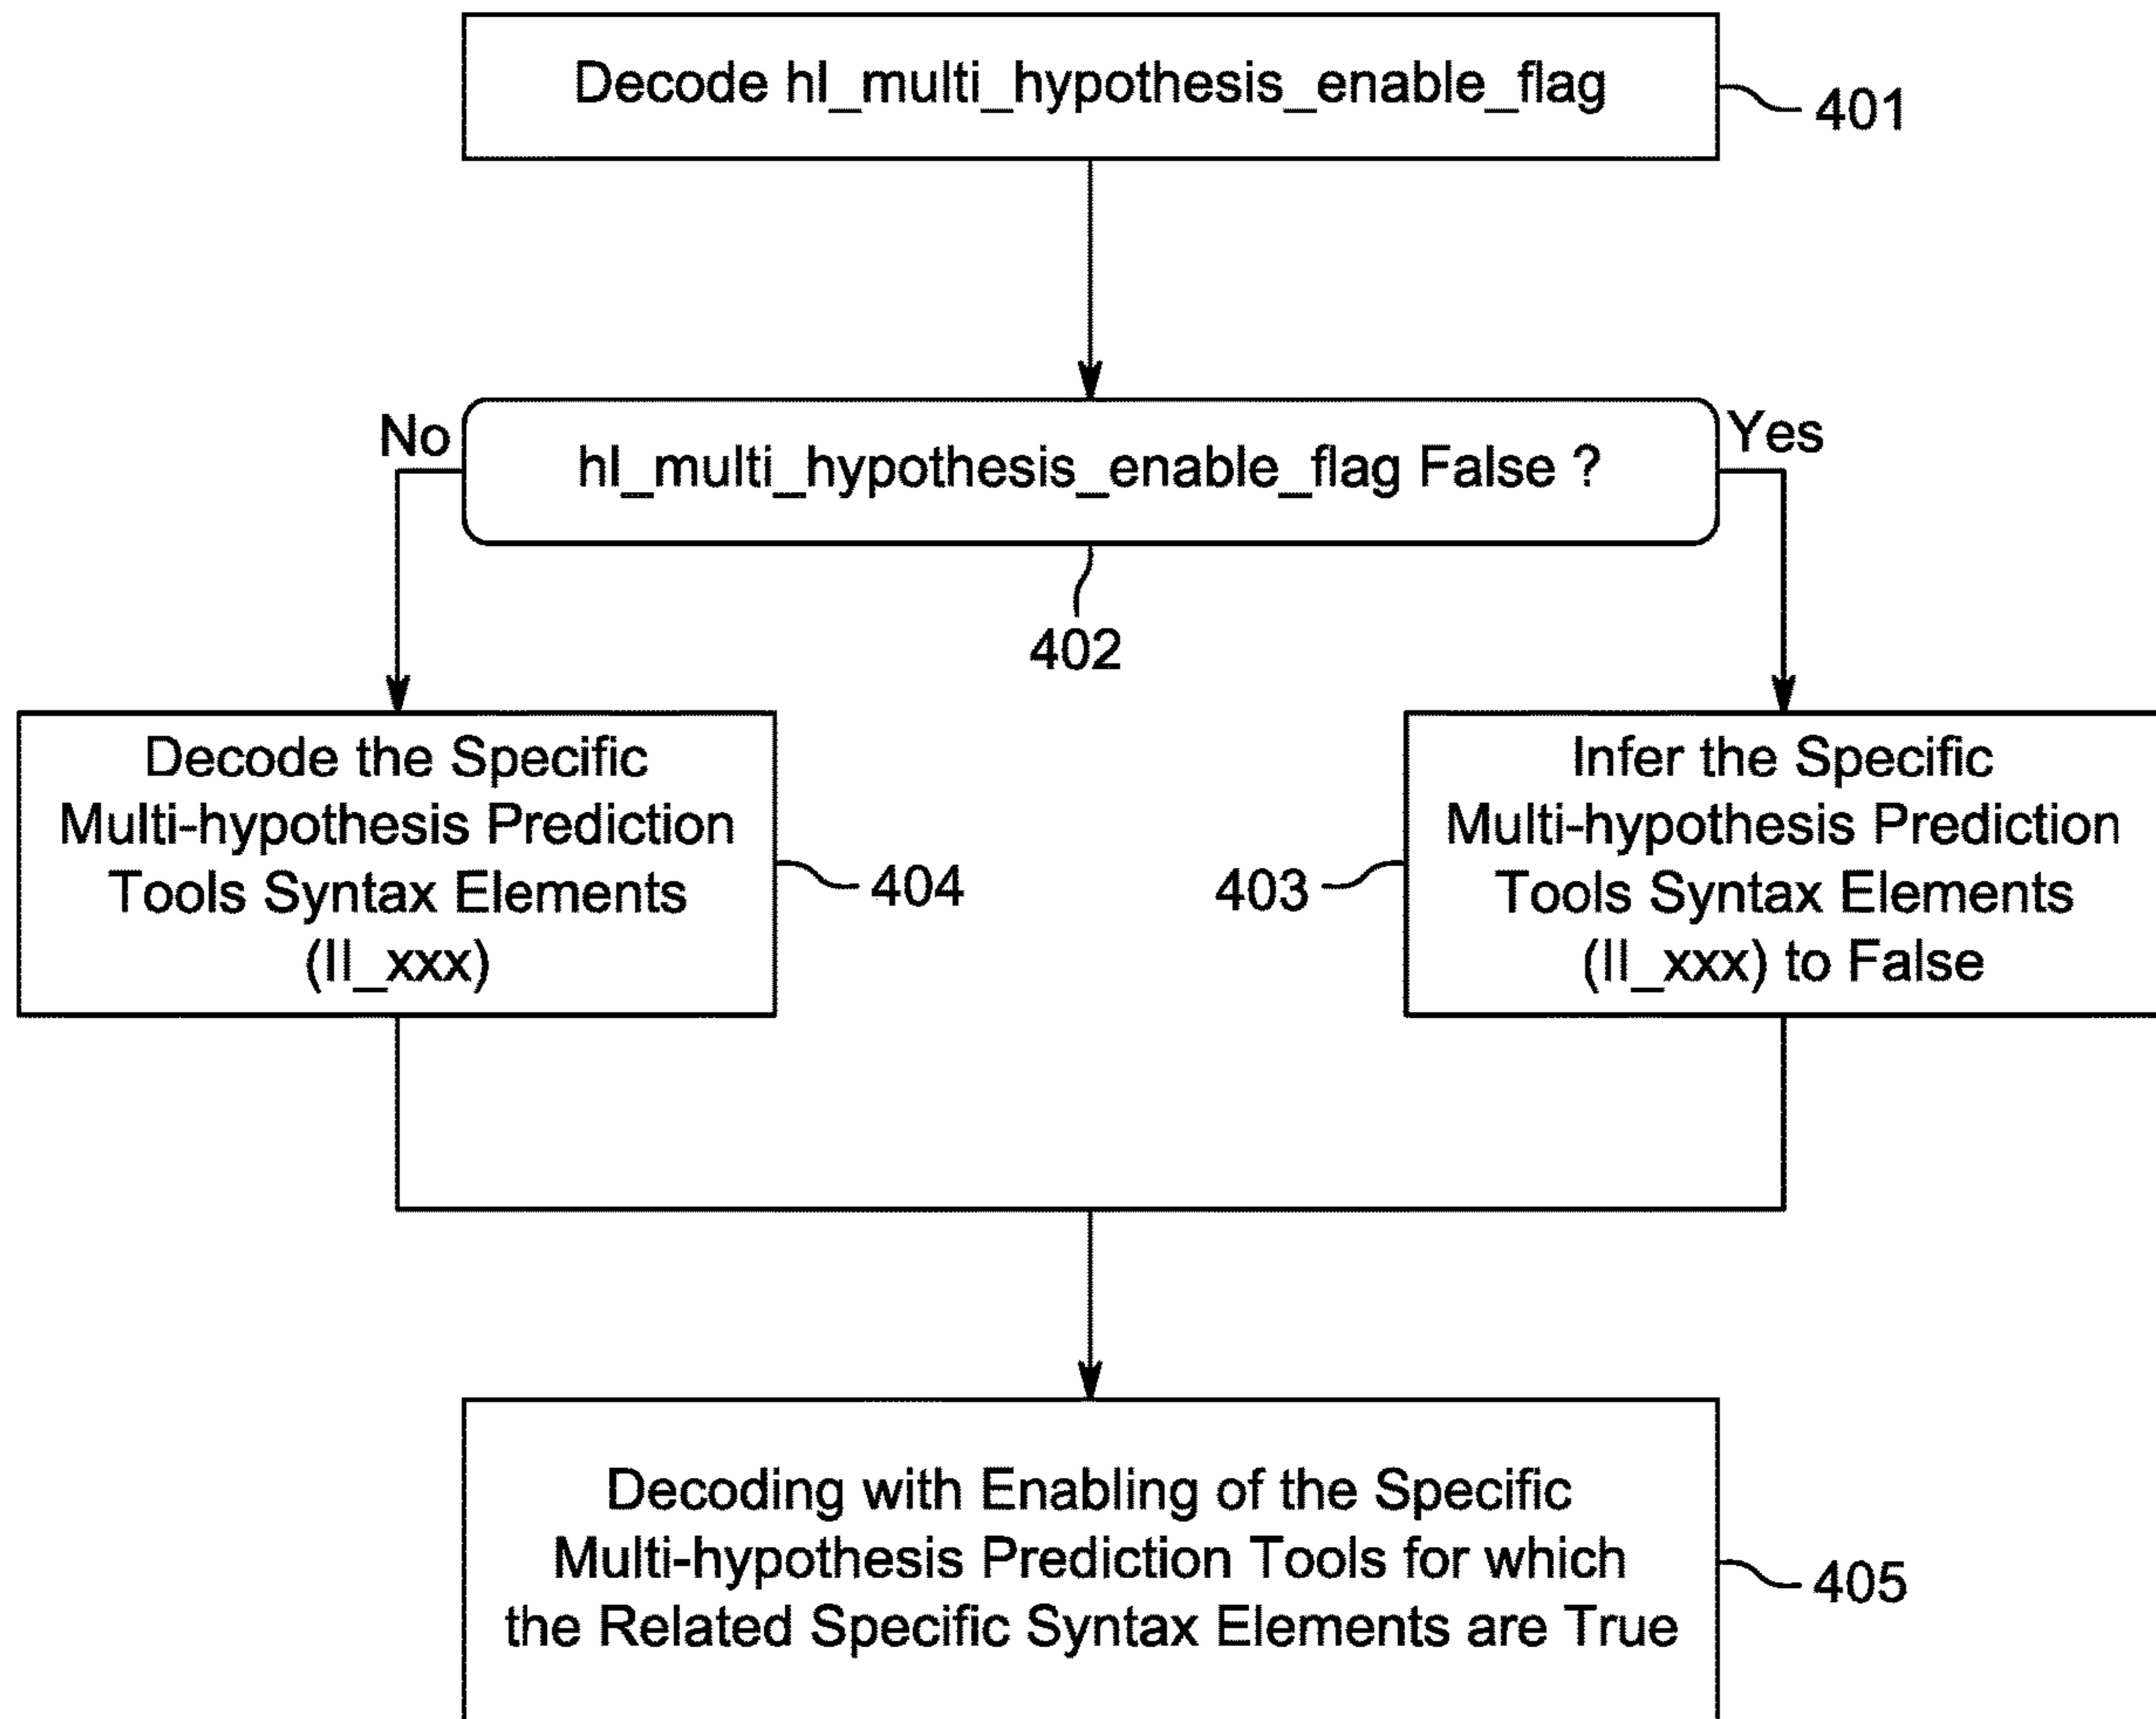 Decode hl_multi_hypothesis_enable_flag
401
No
hl_multi_hypothesis_enable_flag False ?
Yes
402
Decode the Specific
Multi-hypothesis Prediction
Tools Syntax Elements
(ll_xxx)
404
403
Infer the Specific
Multi-hypothesis Prediction
Tools Syntax Elements
(ll_xxx) to False
Decoding with Enabling of the Specific
Multi-hypothesis Prediction Tools for which
the Related Specific Syntax Elements are True
405